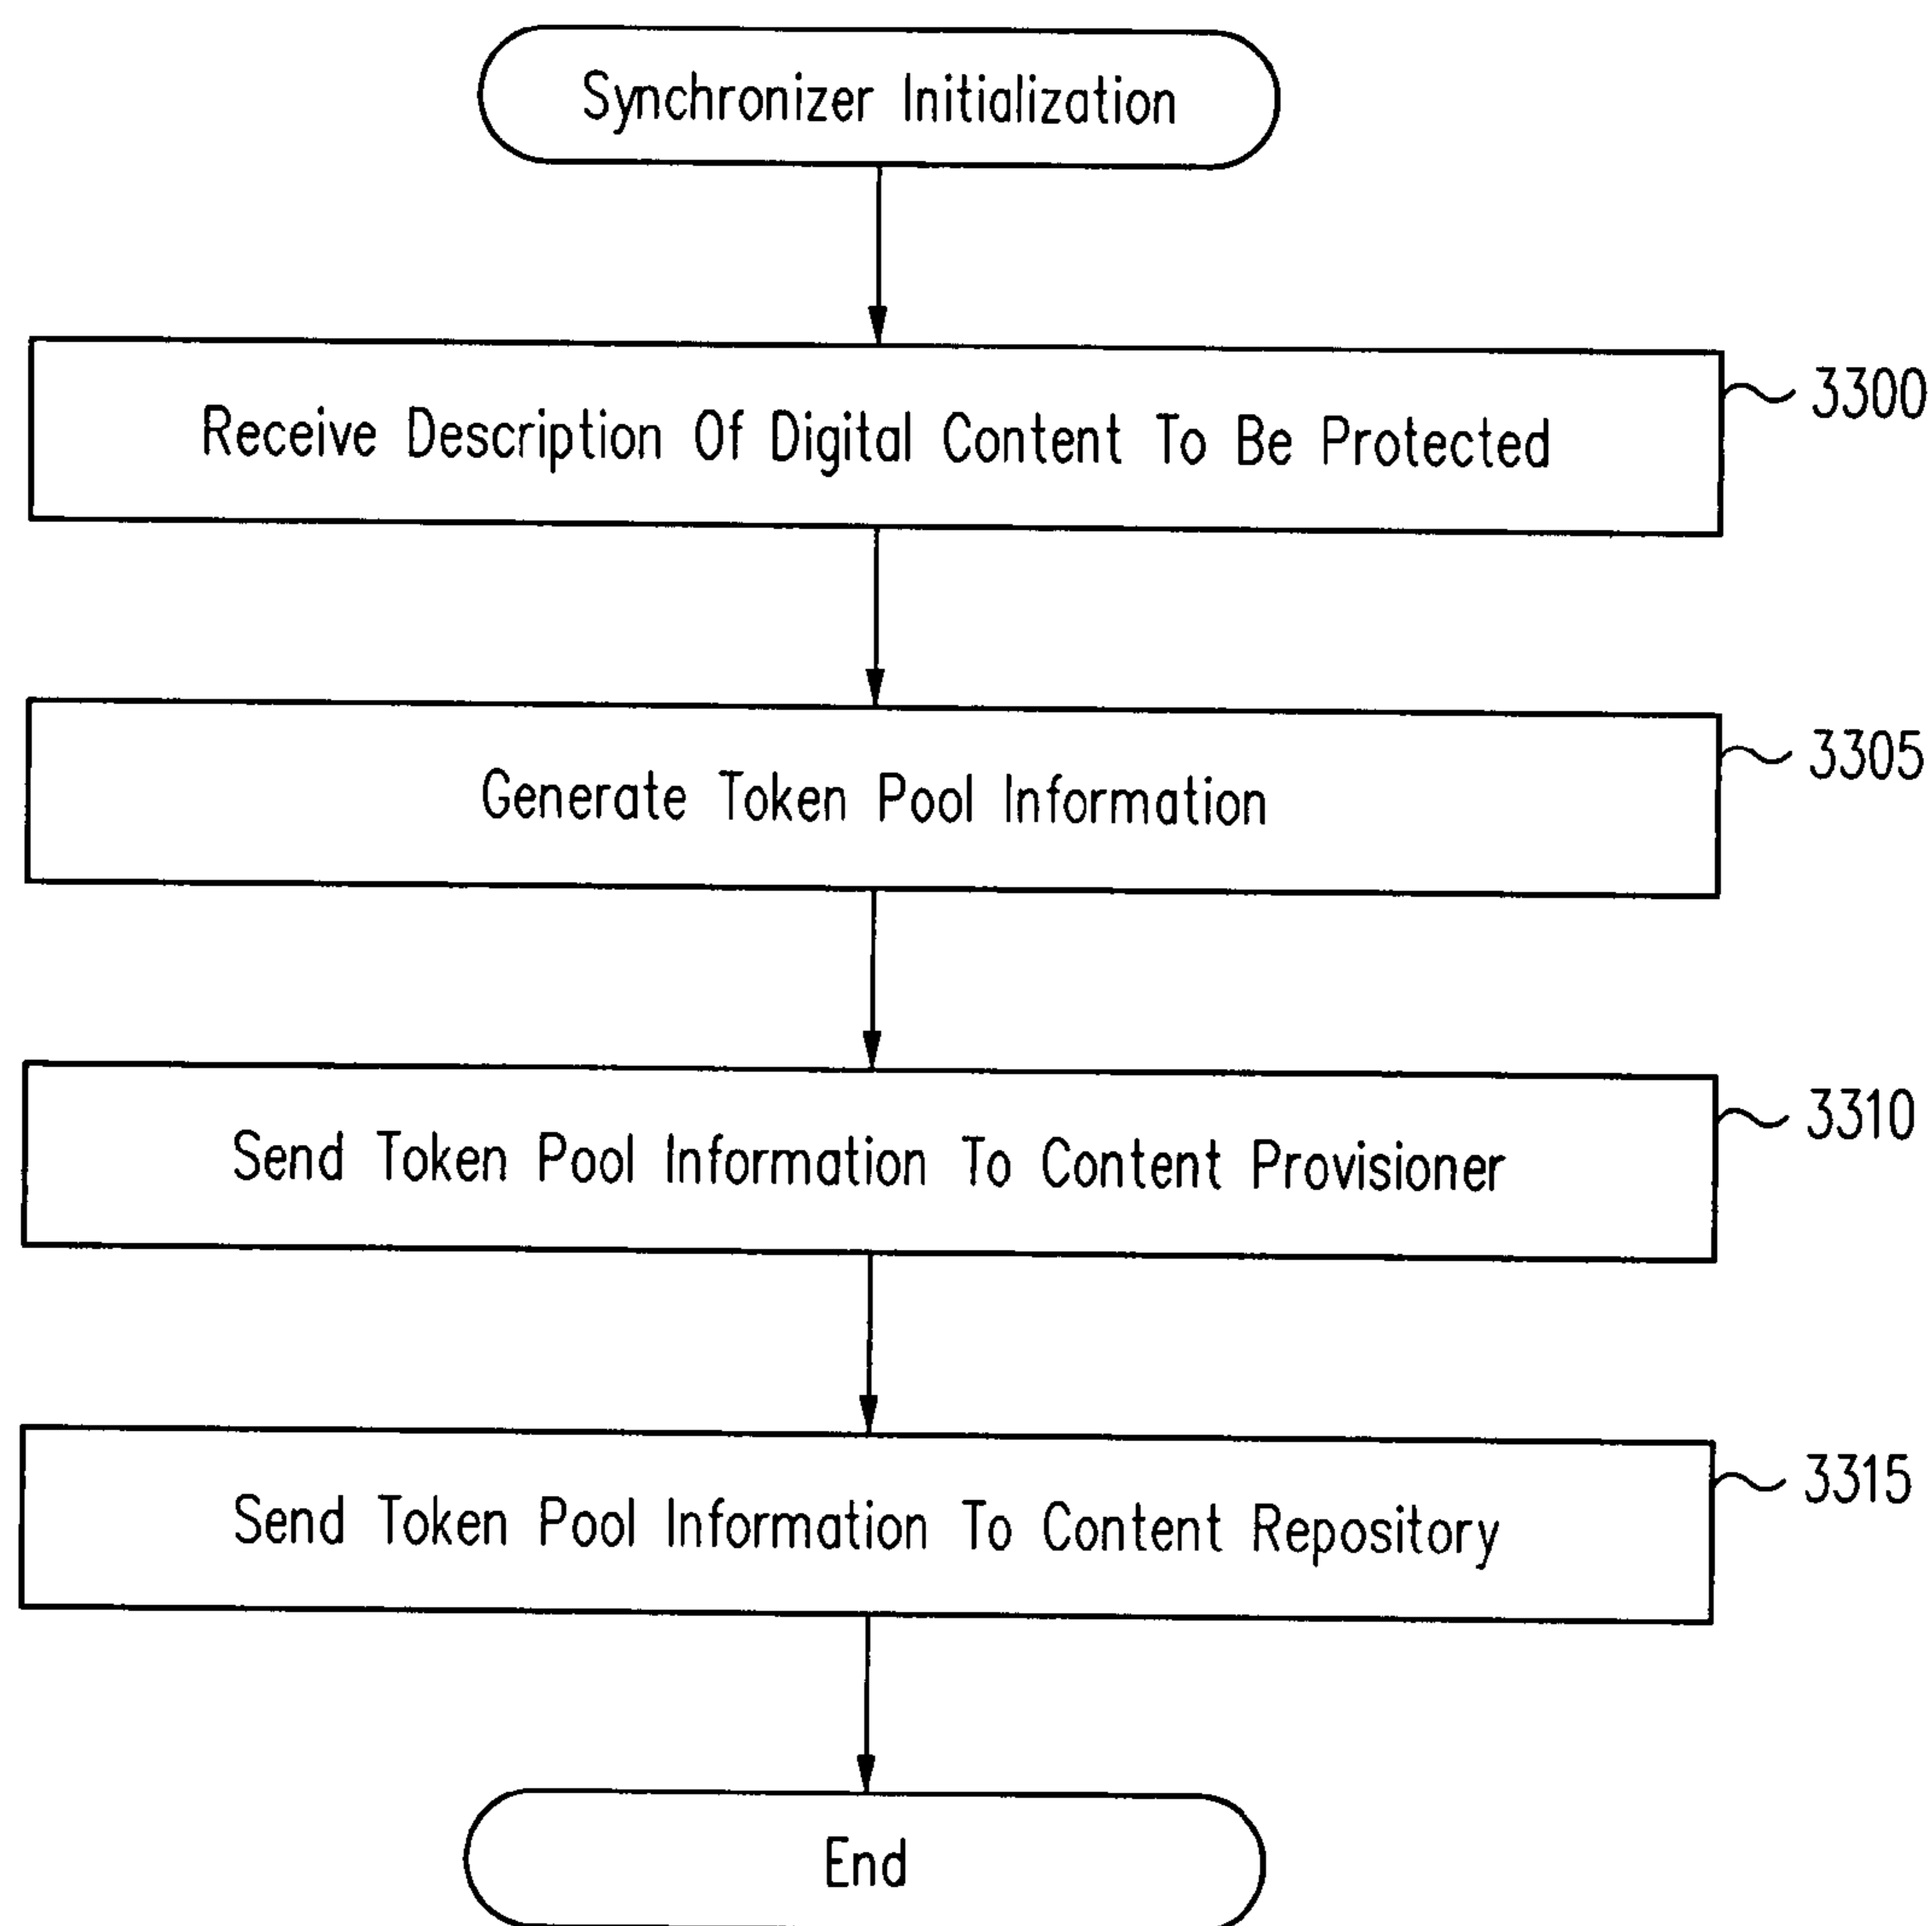 Synchronizer Initialization
Receive Description Of Digital Content To Be Protected
3300
Generate Token Pool Information
3305
Send Token Pool Information To Content Provisioner
3310
Send Token Pool Information To Content Repository
3315
End